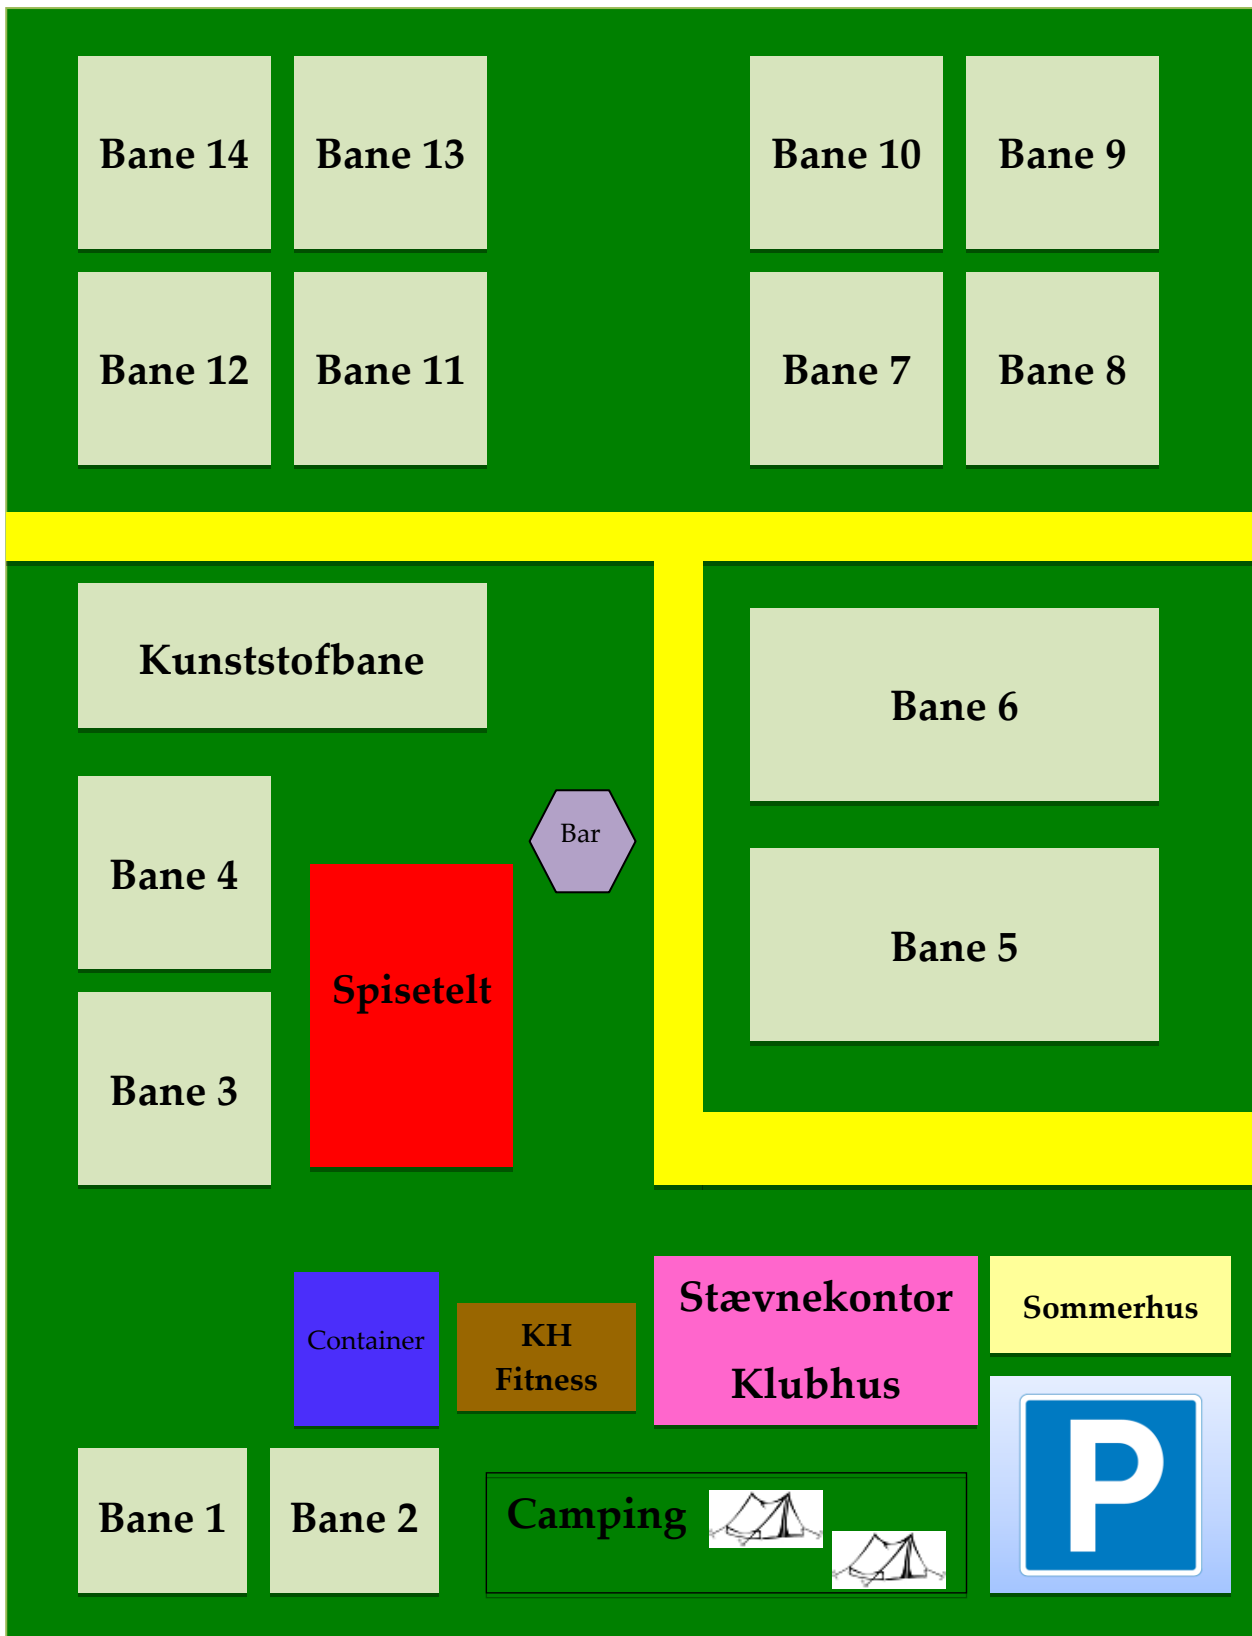 Bane 14
Bane 13
Bane 10
Bane 9
Bane 12
Bane 11
Bane 7
Bane 8
Kunststofbane
Bane 6
Bar
Bane 4
Bane 5
Spisetelt
Bane 3
Stævnekontor
Klubhus
Sommerhus
Container
KH
Fitness
P
Bane 1
Bane 2
Camping